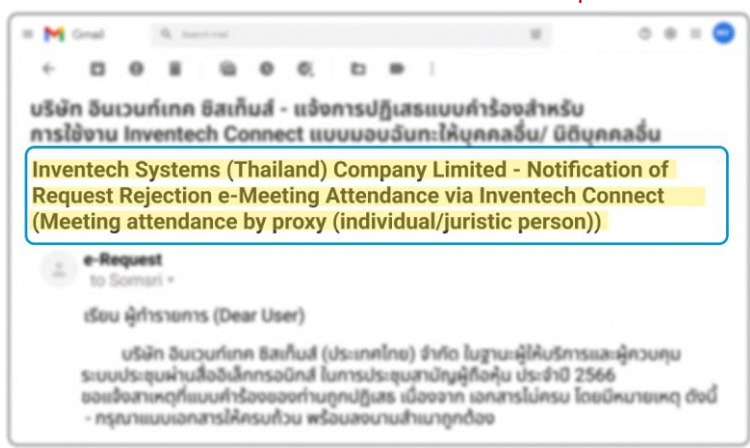 Gmail
บริษัท อินเวนท์เทค ซิสเท็มส์ - แจ้งการปฏิเสธแบบคำร้องสำหรับ
การใช้งาน Inventech Connect แบบมอบฉันทะให้บุคคลอื่น/ นิติบุคคลอื่น
Inventech Systems (Thailand) Company Limited - Notification of
Request Rejection e-Meeting Attendance via Inventech Connect
(Meeting attendance by proxy (individual/juristic person))
e-Request
to Somsri
เรียน ผู้ทำรายการ (Dear User)
บริษัท อินเวนท์เทค ซิสเท็มส์ (ประเทศไทย) จำกัด ในฐานะผู้ให้บริการและผู้ควบคุม
ระบบประชุมผ่านสื่ออิเล็กทรอนิกส์ ในการประชุมสามัญผู้ถือหุ้น ประจำปี 2566
ขอแจ้งสาเหตุที่แบบคำร้องของท่านถูกปฏิเสธ เนื่องจาก เอกสารไม่ครบ โดยมีหมายเหตุ ดังนี้
- กรุณาแนบเอกสารให้ครบถ้วน พร้อมลงนามสำเนาถูกต้อง